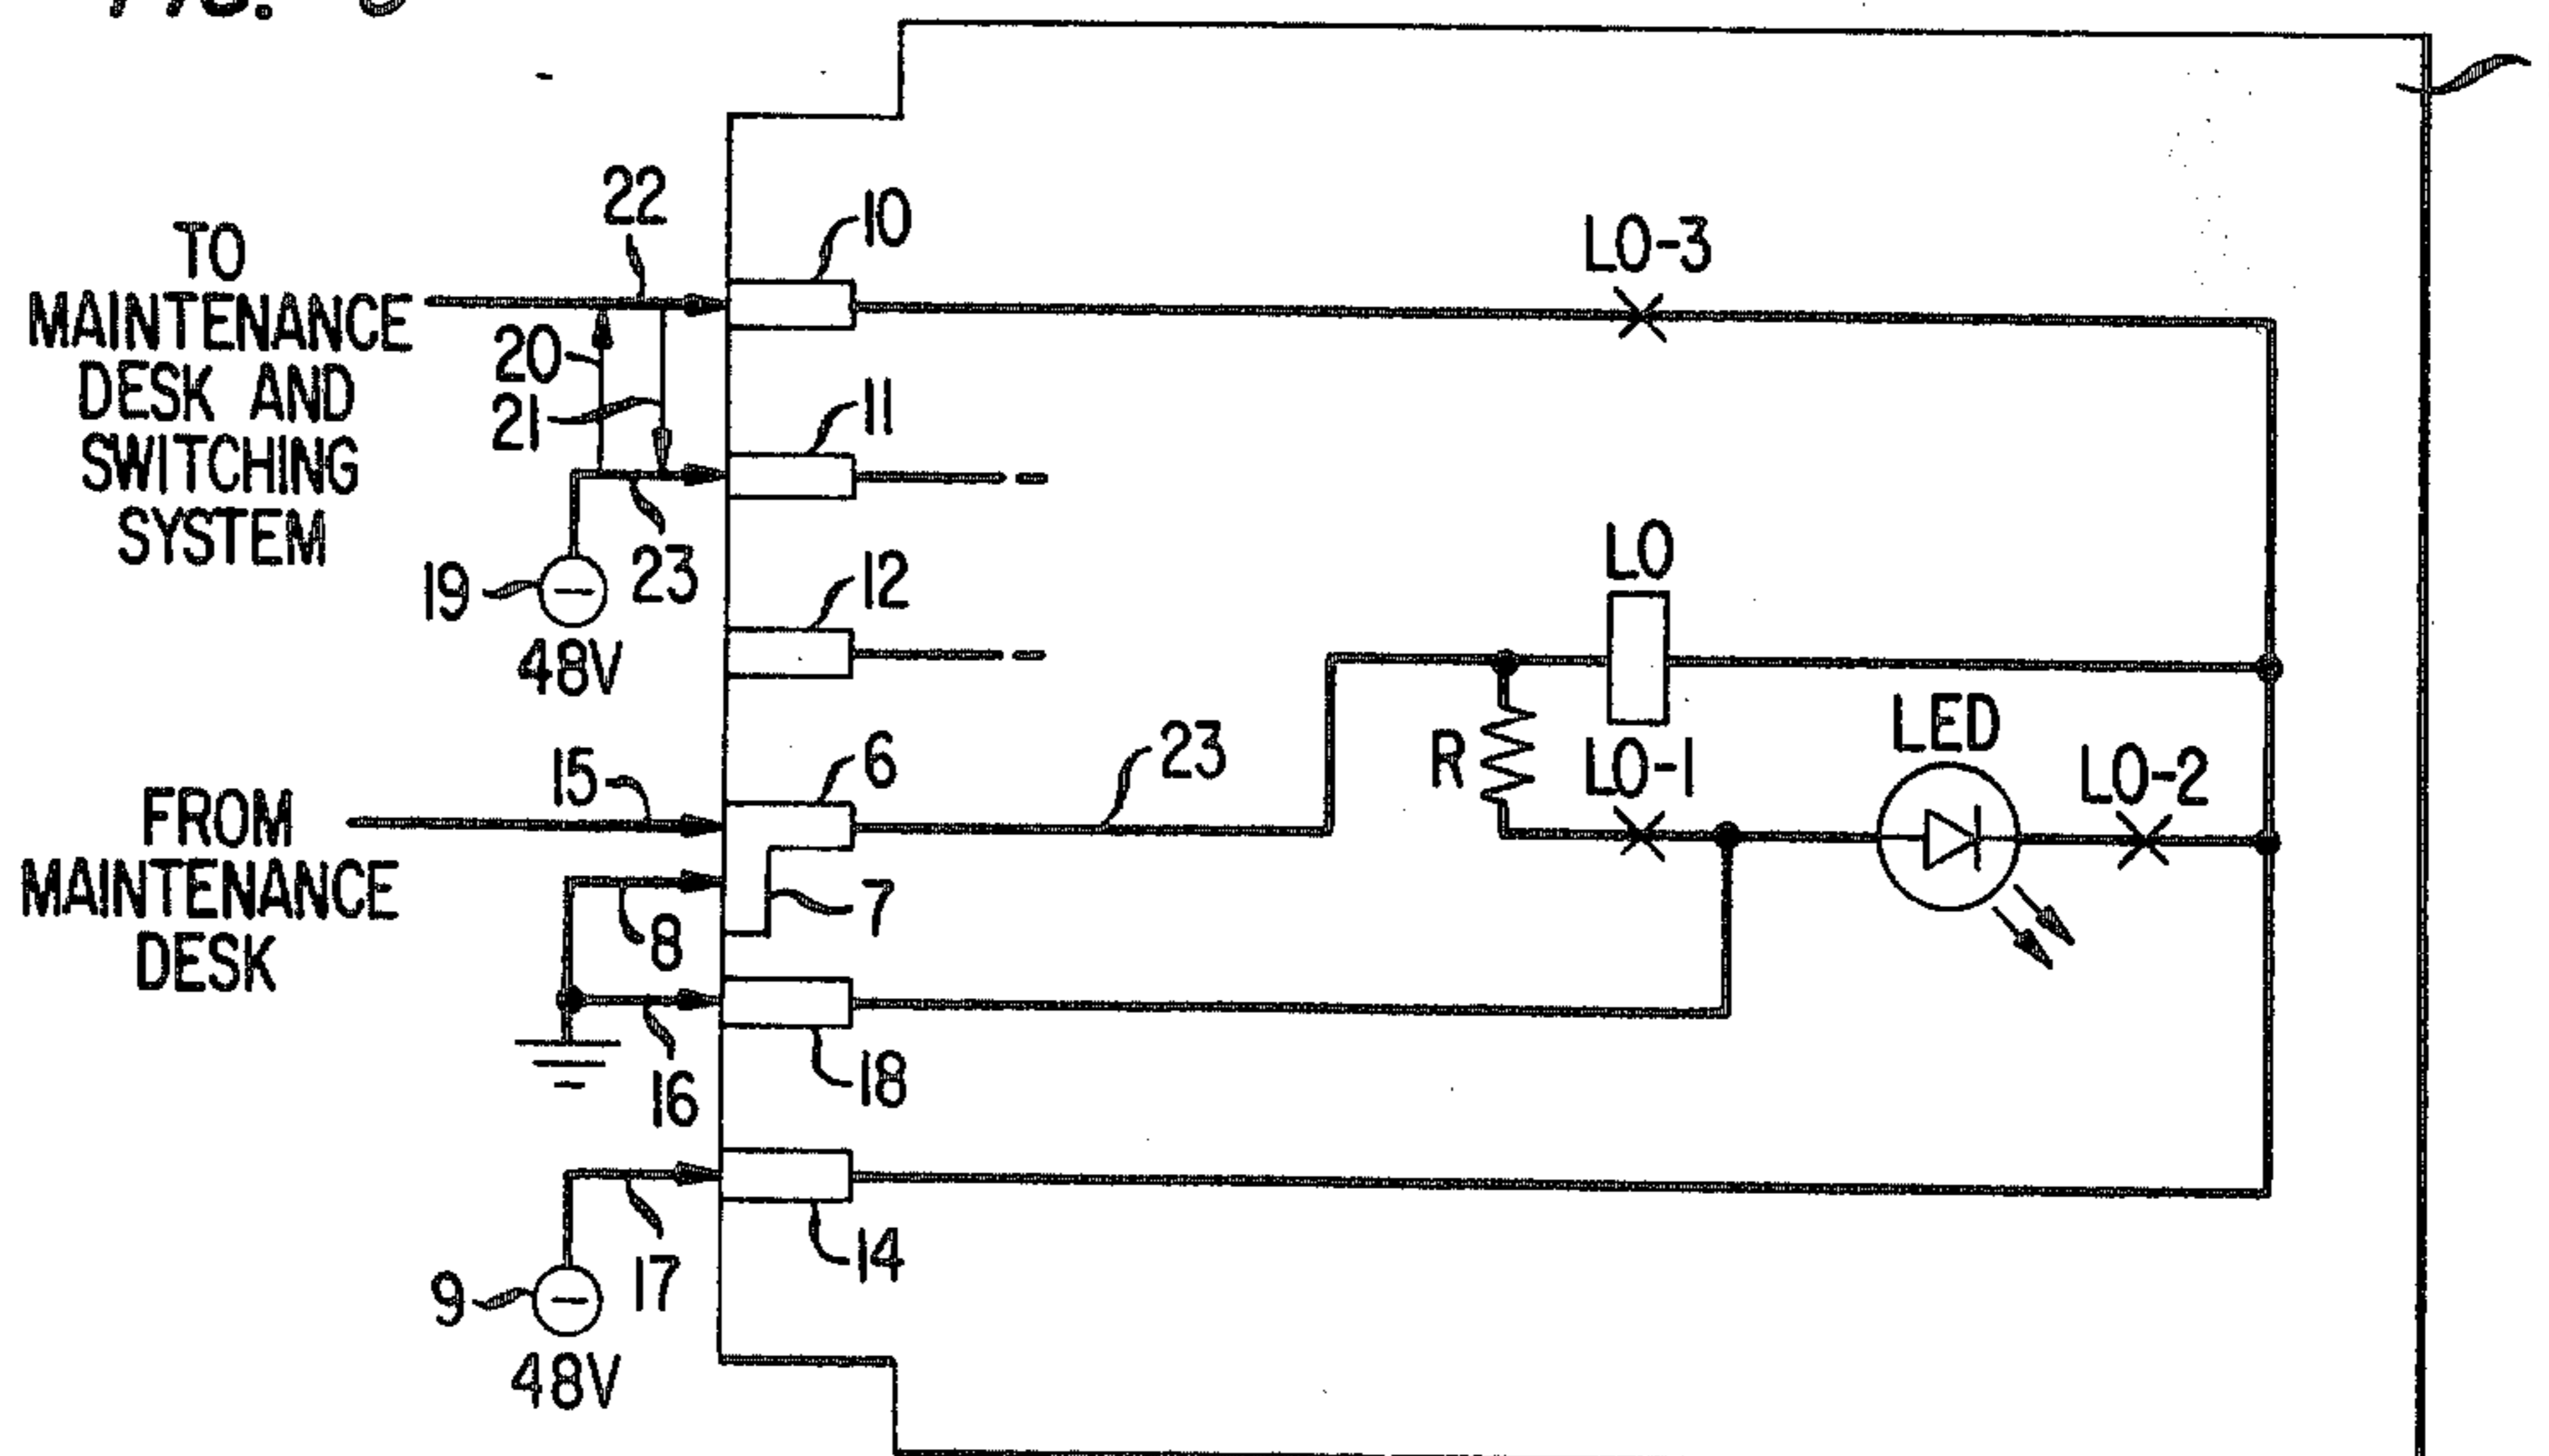 FIG.
22
10
LO-3
TO
MAINTENANCE
DESK AND
SWITCHING
SYSTEM
20
21
11
19
23
48V
12
LO
15
6
23
R
LO-1
LED
LO-2
FROM
MAINTENANCE
DESK
7
8
16
18
9
17
14
48V